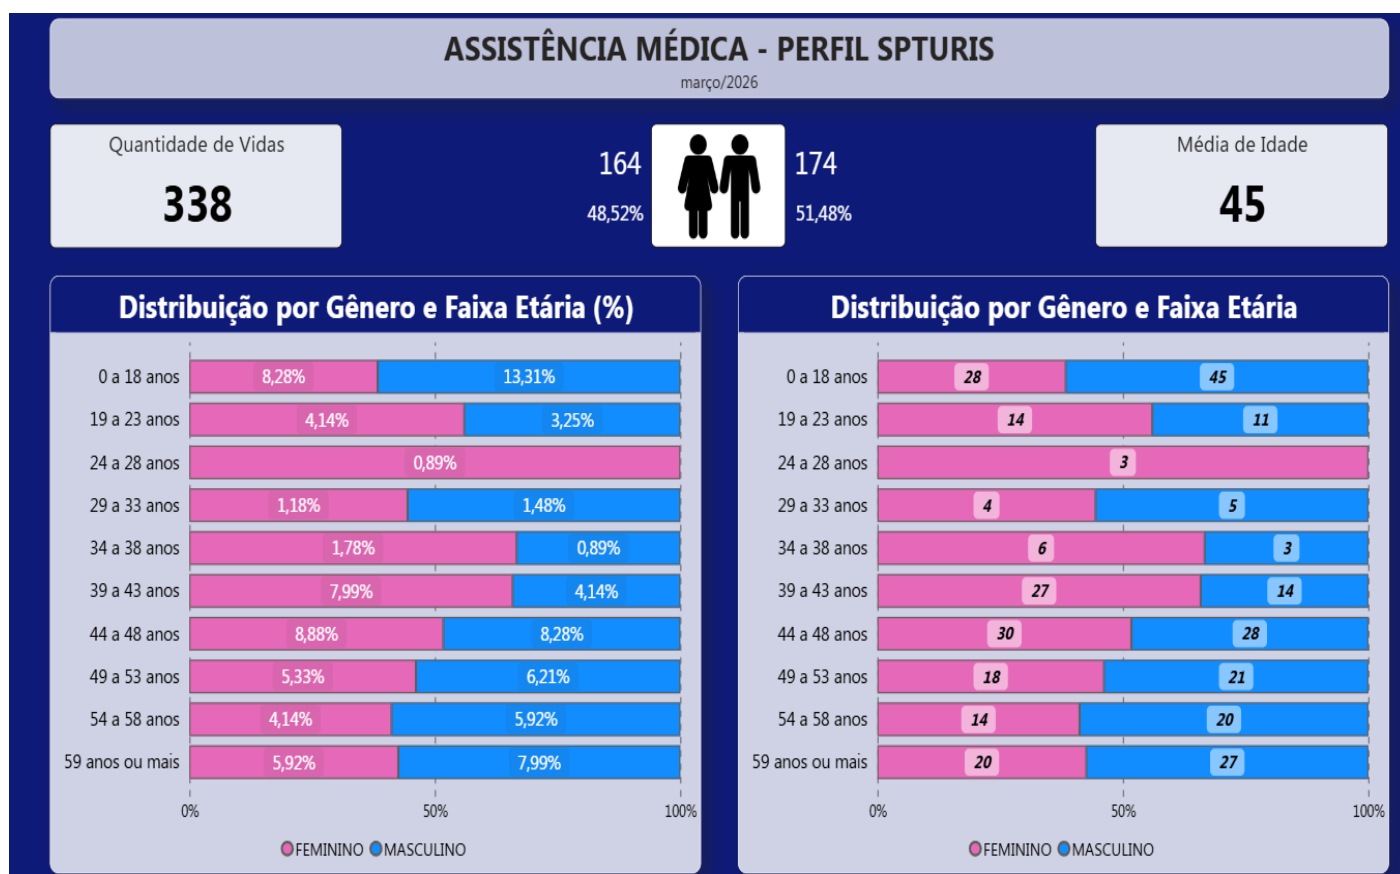 ASSISTÊNCIA MÉDICA - PERFIL SPTURIS
março/2026
Quantidade de Vidas
338
164
48,52%
174
51,48%
Média de Idade
45
Distribuição por Gênero e Faixa Etária (%)
0 a 18 anos 8,28% 13,31%
19 a 23 anos 4,14% 3,25%
24 a 28 anos 0,89%
29 a 33 anos 1,18% 1,48%
34 a 38 anos 1,78% 0,89%
39 a 43 anos 7,99% 4,14%
44 a 48 anos 8,88% 8,28%
49 a 53 anos 5,33% 6,21%
54 a 58 anos 4,14% 5,92%
59 anos ou mais 5,92% 7,99%
0% 50% 100%
FEMININO MASCULINO
Distribuição por Gênero e Faixa Etária
0 a 18 anos 28 45
19 a 23 anos 14 11
24 a 28 anos 3
29 a 33 anos 4 5
34 a 38 anos 6 3
39 a 43 anos 27 14
44 a 48 anos 30 28
49 a 53 anos 18 21
54 a 58 anos 14 20
59 anos ou mais 20 27
0% 50% 100%
FEMININO MASCULINO